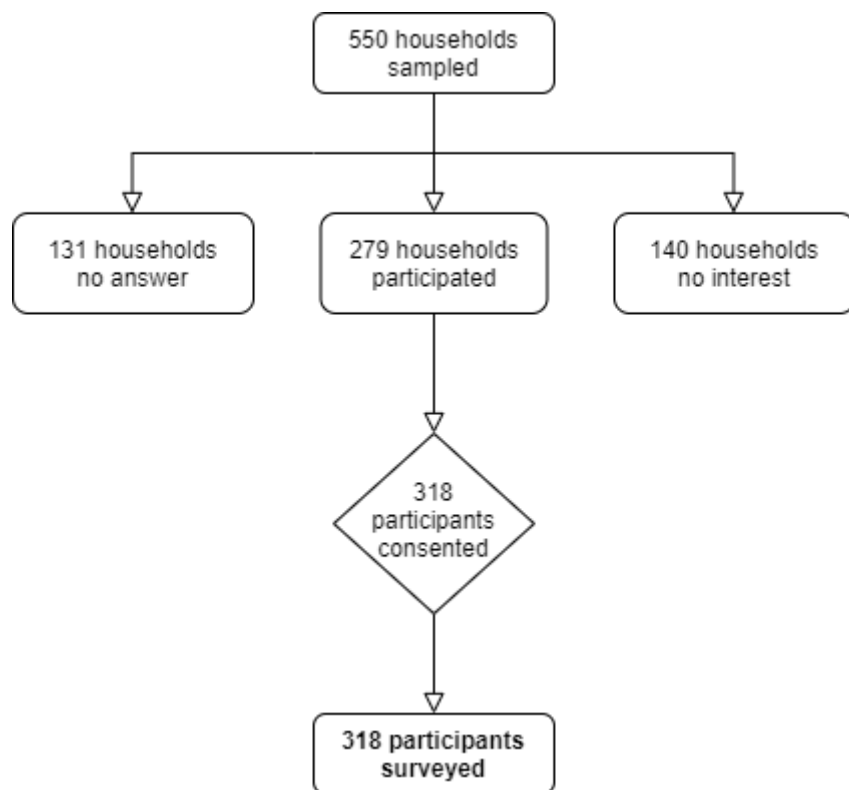 550 households
sampled
131 households
no answer
279 households
participated
140 households
no interest
318
participants
consented
318 participants
surveyed